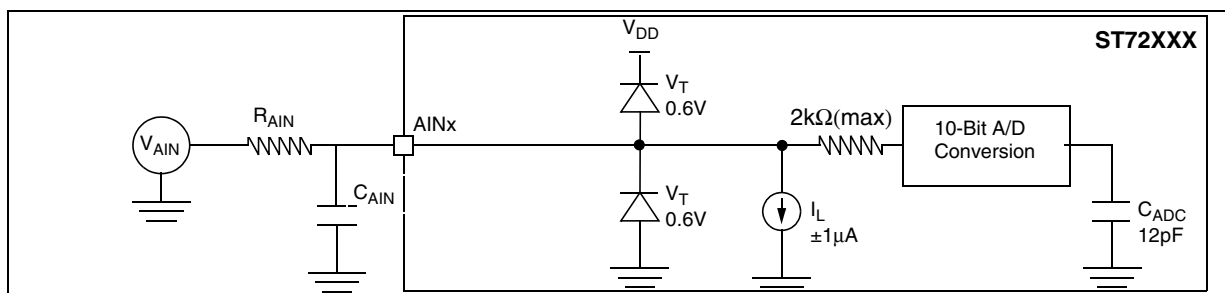 V_DD
ST72XXX
V_T
0.6V
R_AIN
AINx
2kΩ(max)
10-Bit A/D
Conversion
V_AIN
C_AIN
V_T
0.6V
I_L
±1μA
C_ADC
12pF